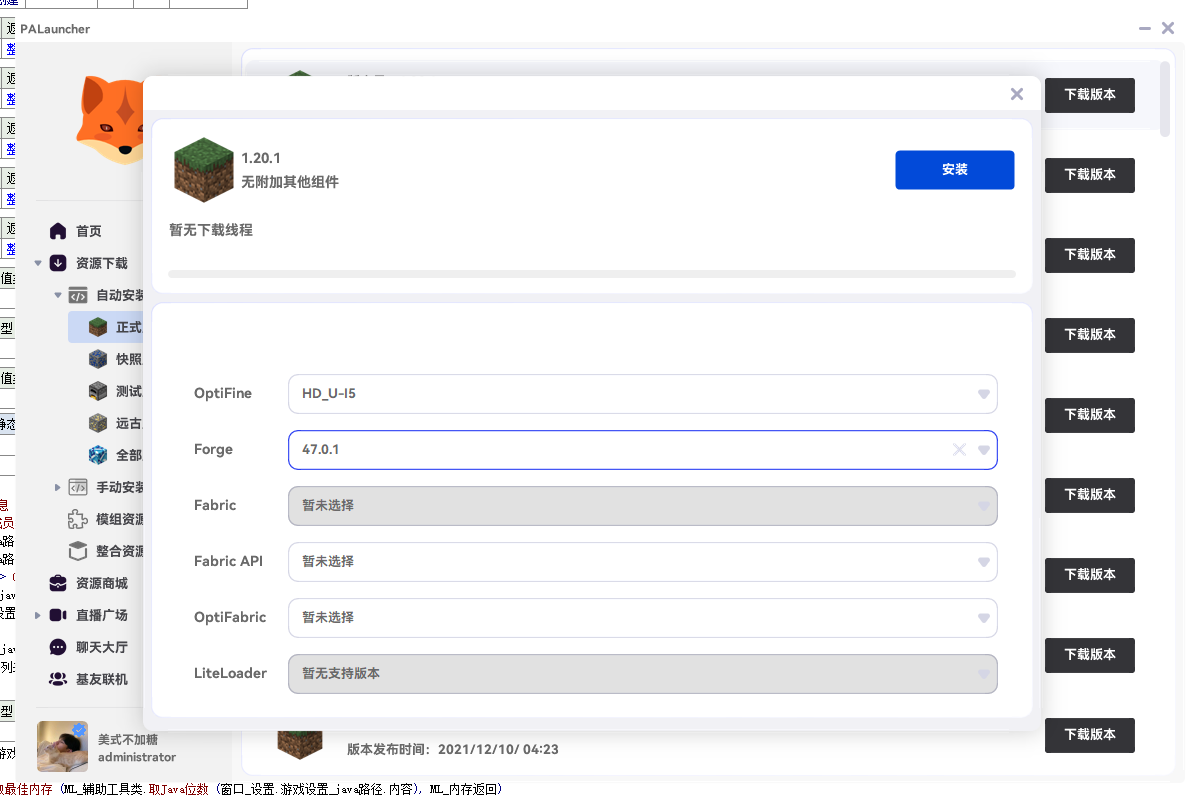 PALauncher
首页
资源下载
自动安装
正式
快照
测试
远古
全部
手动安装
模组资源
整合资源
资源商城
直播广场
聊天大厅
基友联机
美式不加糖
administrator
1.20.1
无附加其他组件
安装
暂无下载线程
OptiFine
HD_U-I5
Forge
47.0.1
Fabric
暂未选择
Fabric API
暂未选择
OptiFabric
暂未选择
LiteLoader
暂无支持版本
下载版本
下载版本
下载版本
下载版本
下载版本
下载版本
下载版本
下载版本
下载版本
版本发布时间：2021/12/10/ 04:23
最佳内存（ML_辅助工具类.取Java位数（窗口_设置.游戏设置_java路径.内容），ML_内存返回）